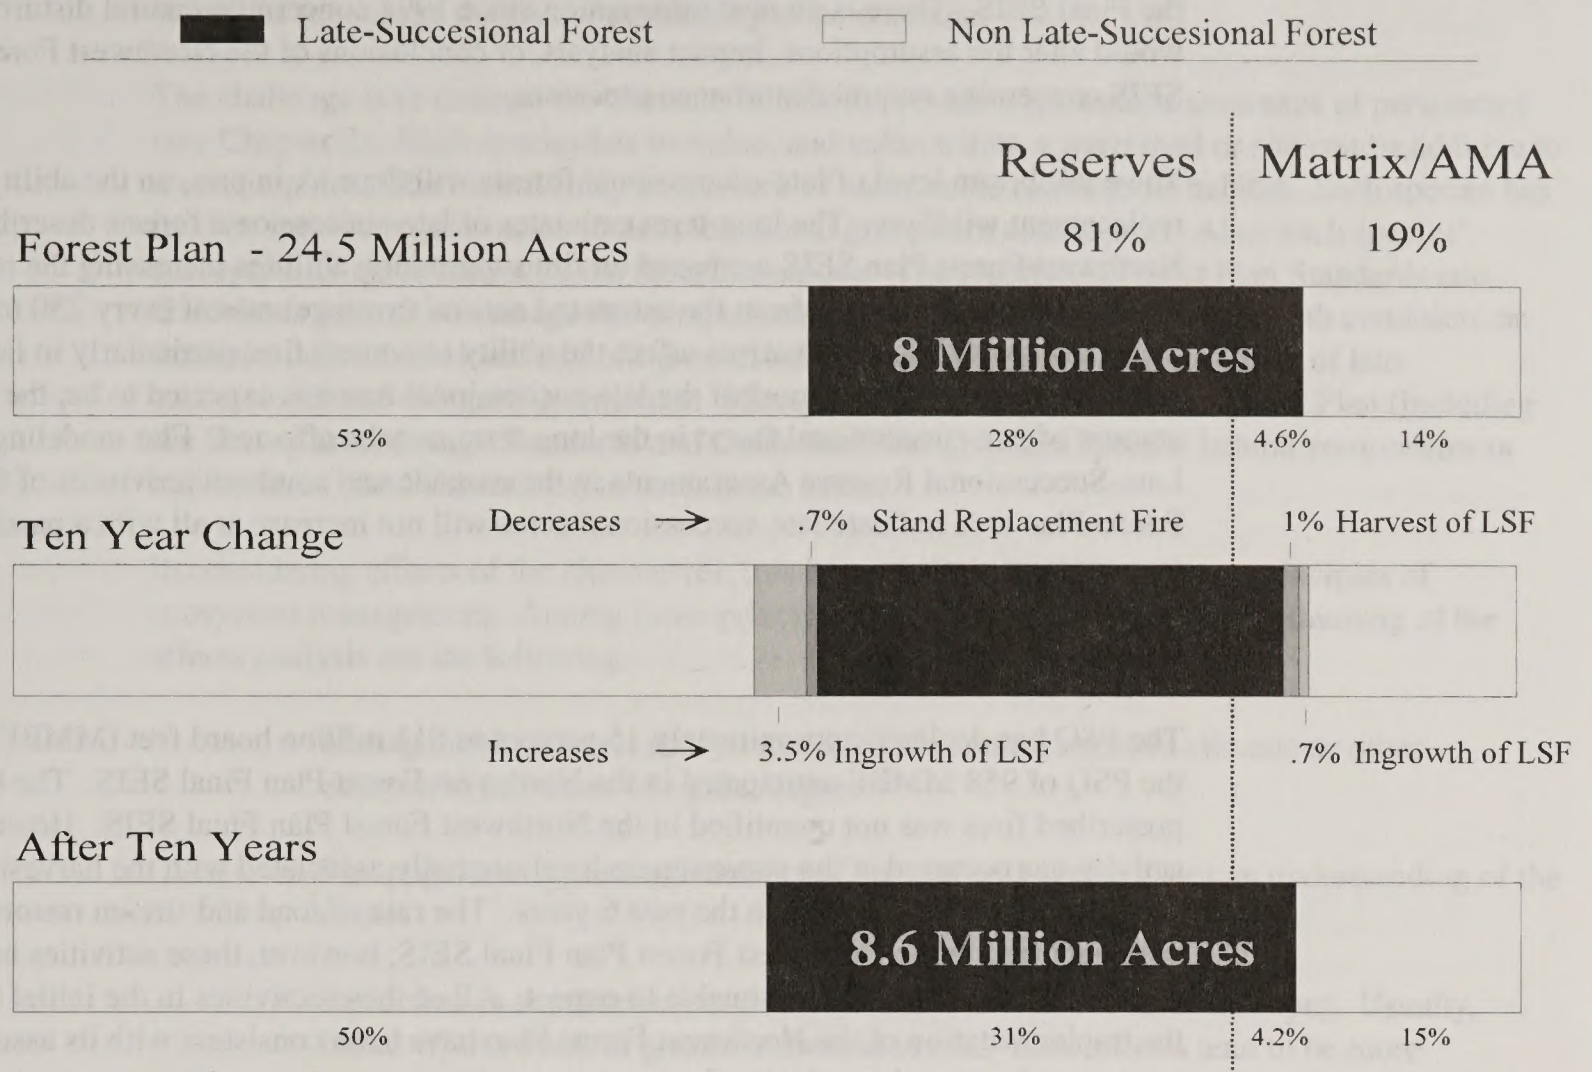 Late-Succesional Forest Non Late-Succesional Forest
Reserves Matrix/AMA
Forest Plan - 24.5 Million Acres 81% 19%
8 Million Acres
53% 28% 4.6% 14%
Decreases .7% Stand Replacement Fire 1% Harvest of LSF
Ten Year Change
Increases 3.5% Ingrowth of LSF .7% Ingrowth of LSF
After Ten Years
8.6 Million Acres
50% 31% 4.2% 15%